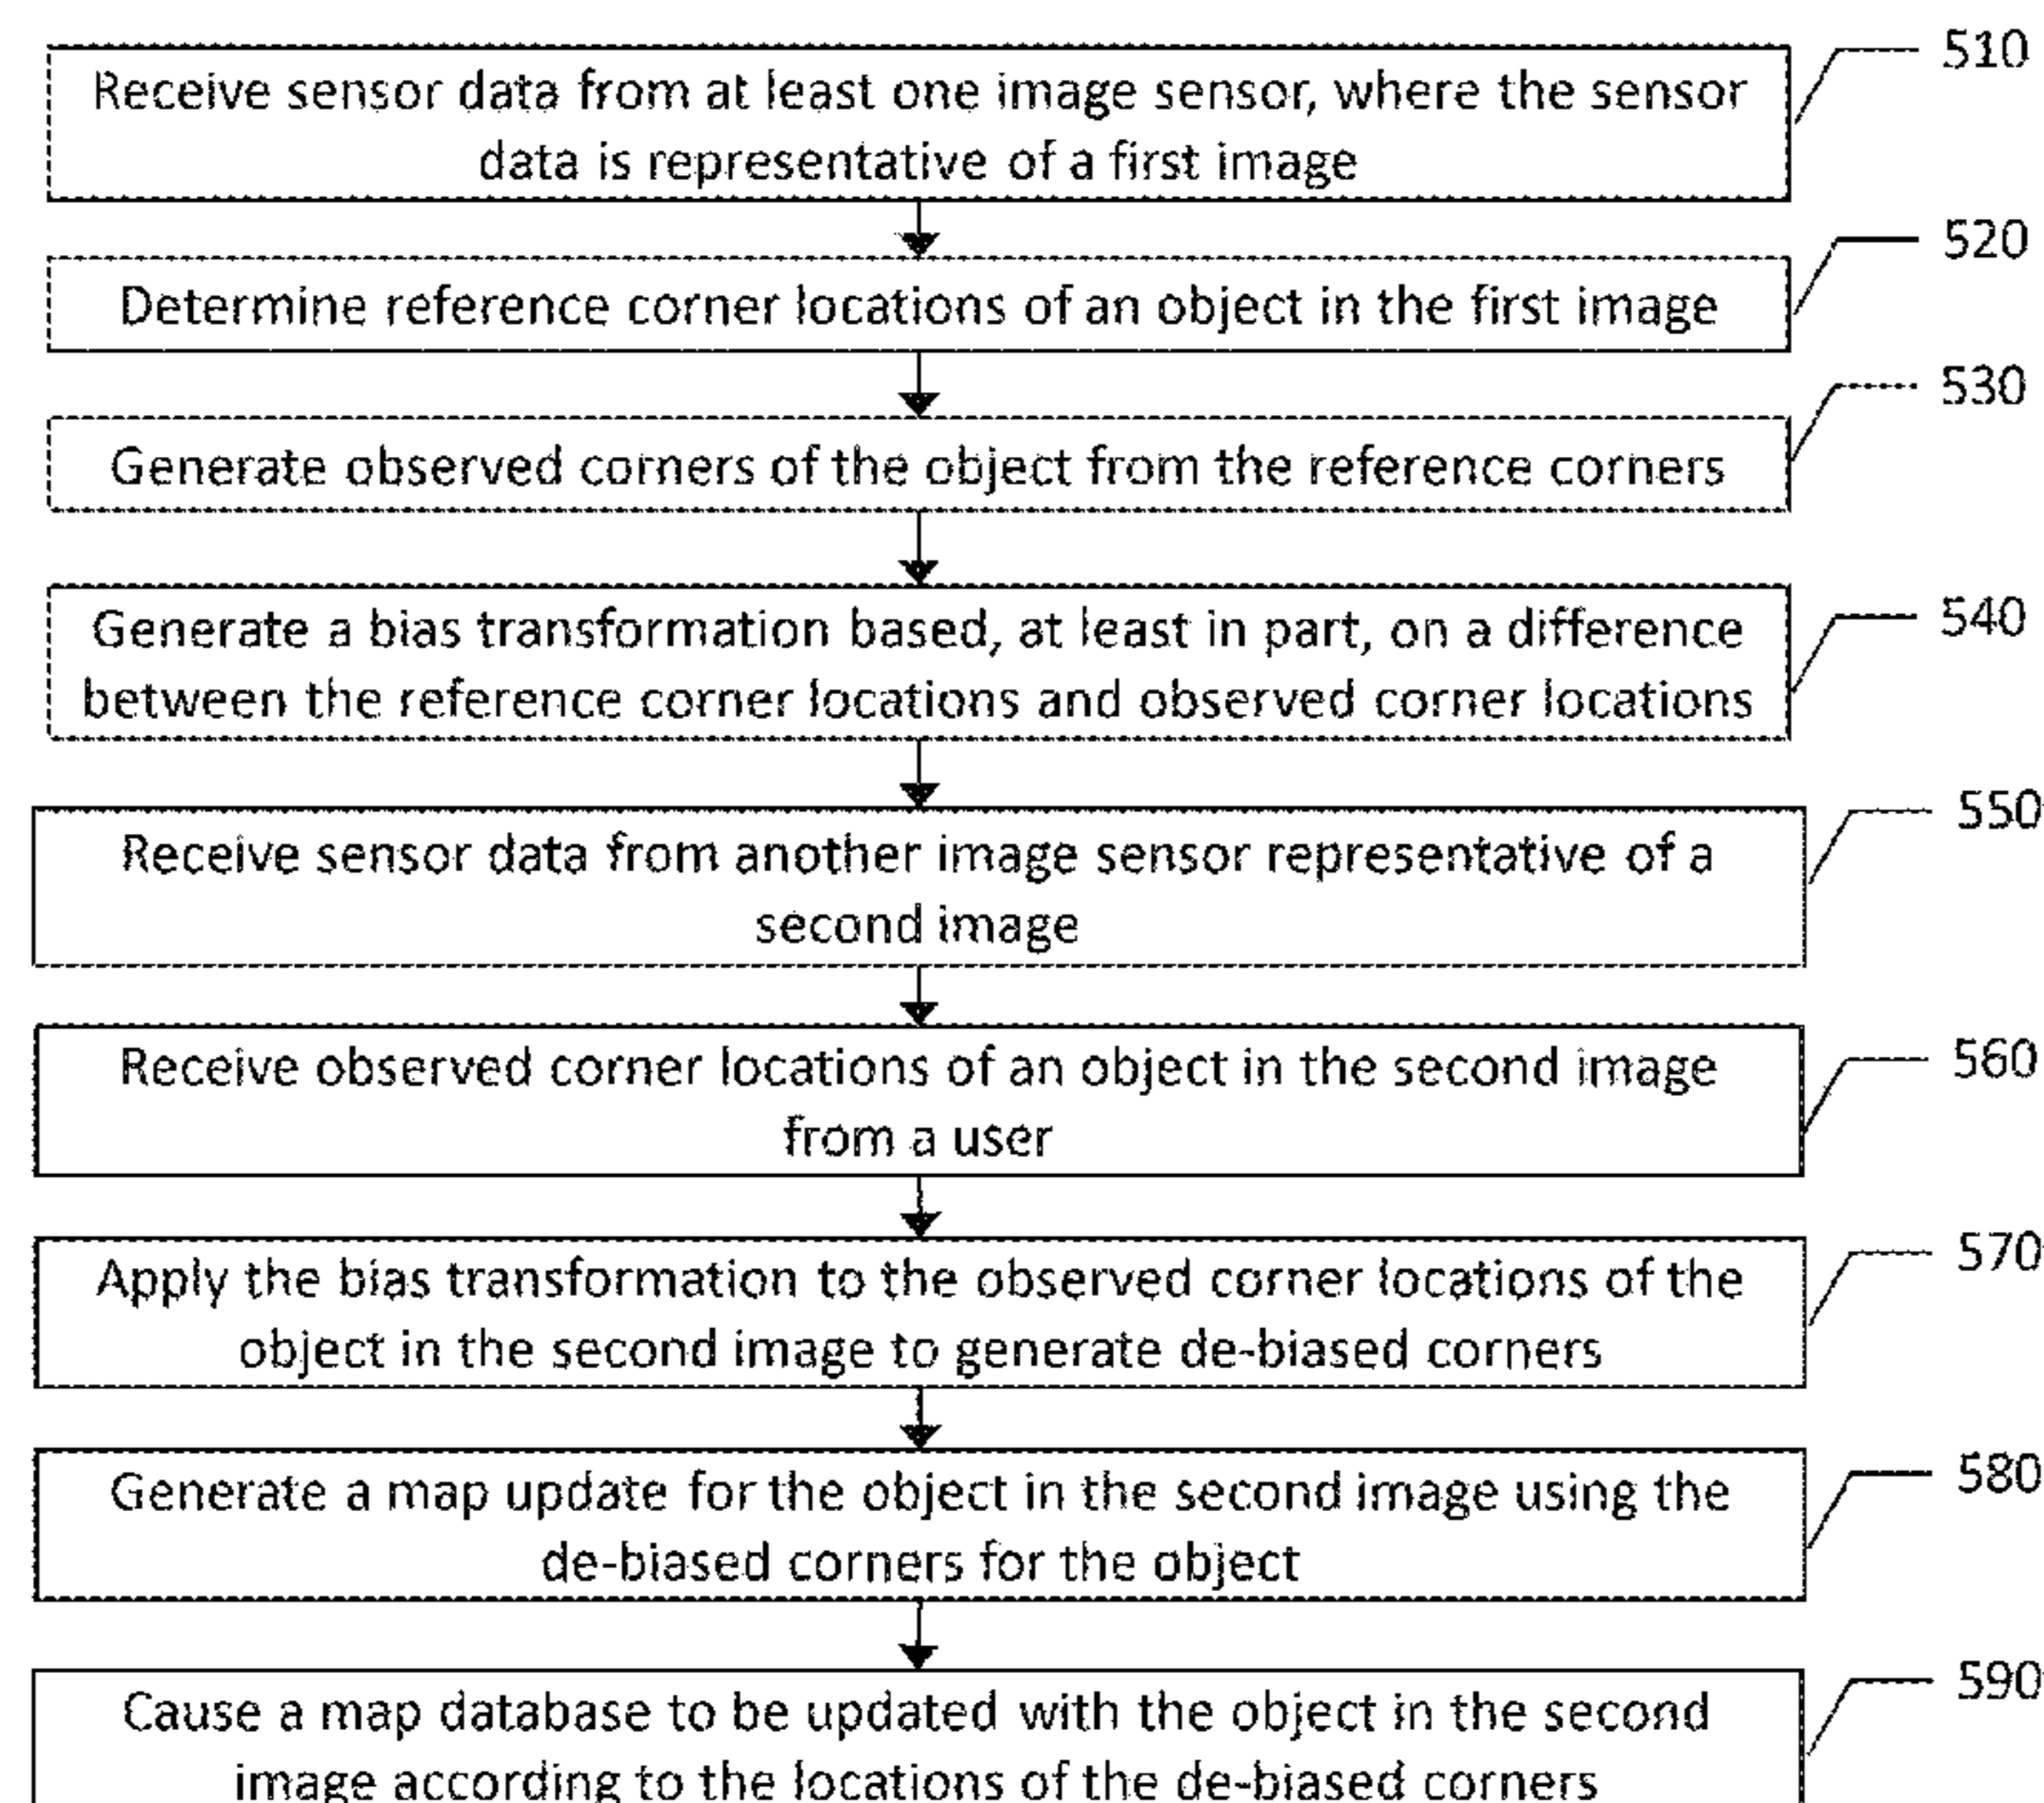 510
Receive sensor data from at least one image sensor, where the sensor
data is representative of a first image
520
Determine reference corner locations of an object in the first image
530
Generate observed corners of the object from the reference corners
540
Generate a bias transformation based, at least in part, on a difference
between the reference corner locations and observed corner locations
550
Receive sensor data from another image sensor representative of a
second image
560
Receive observed corner locations of an object in the second image
from a user
570
Apply the bias transformation to the observed corner locations of the
object in the second image to generate de-biased corners
580
Generate a map update for the object in the second image using the
de-biased corners for the object
590
Cause a map database to be updated with the object in the second
image according to the locations of the de-biased corners